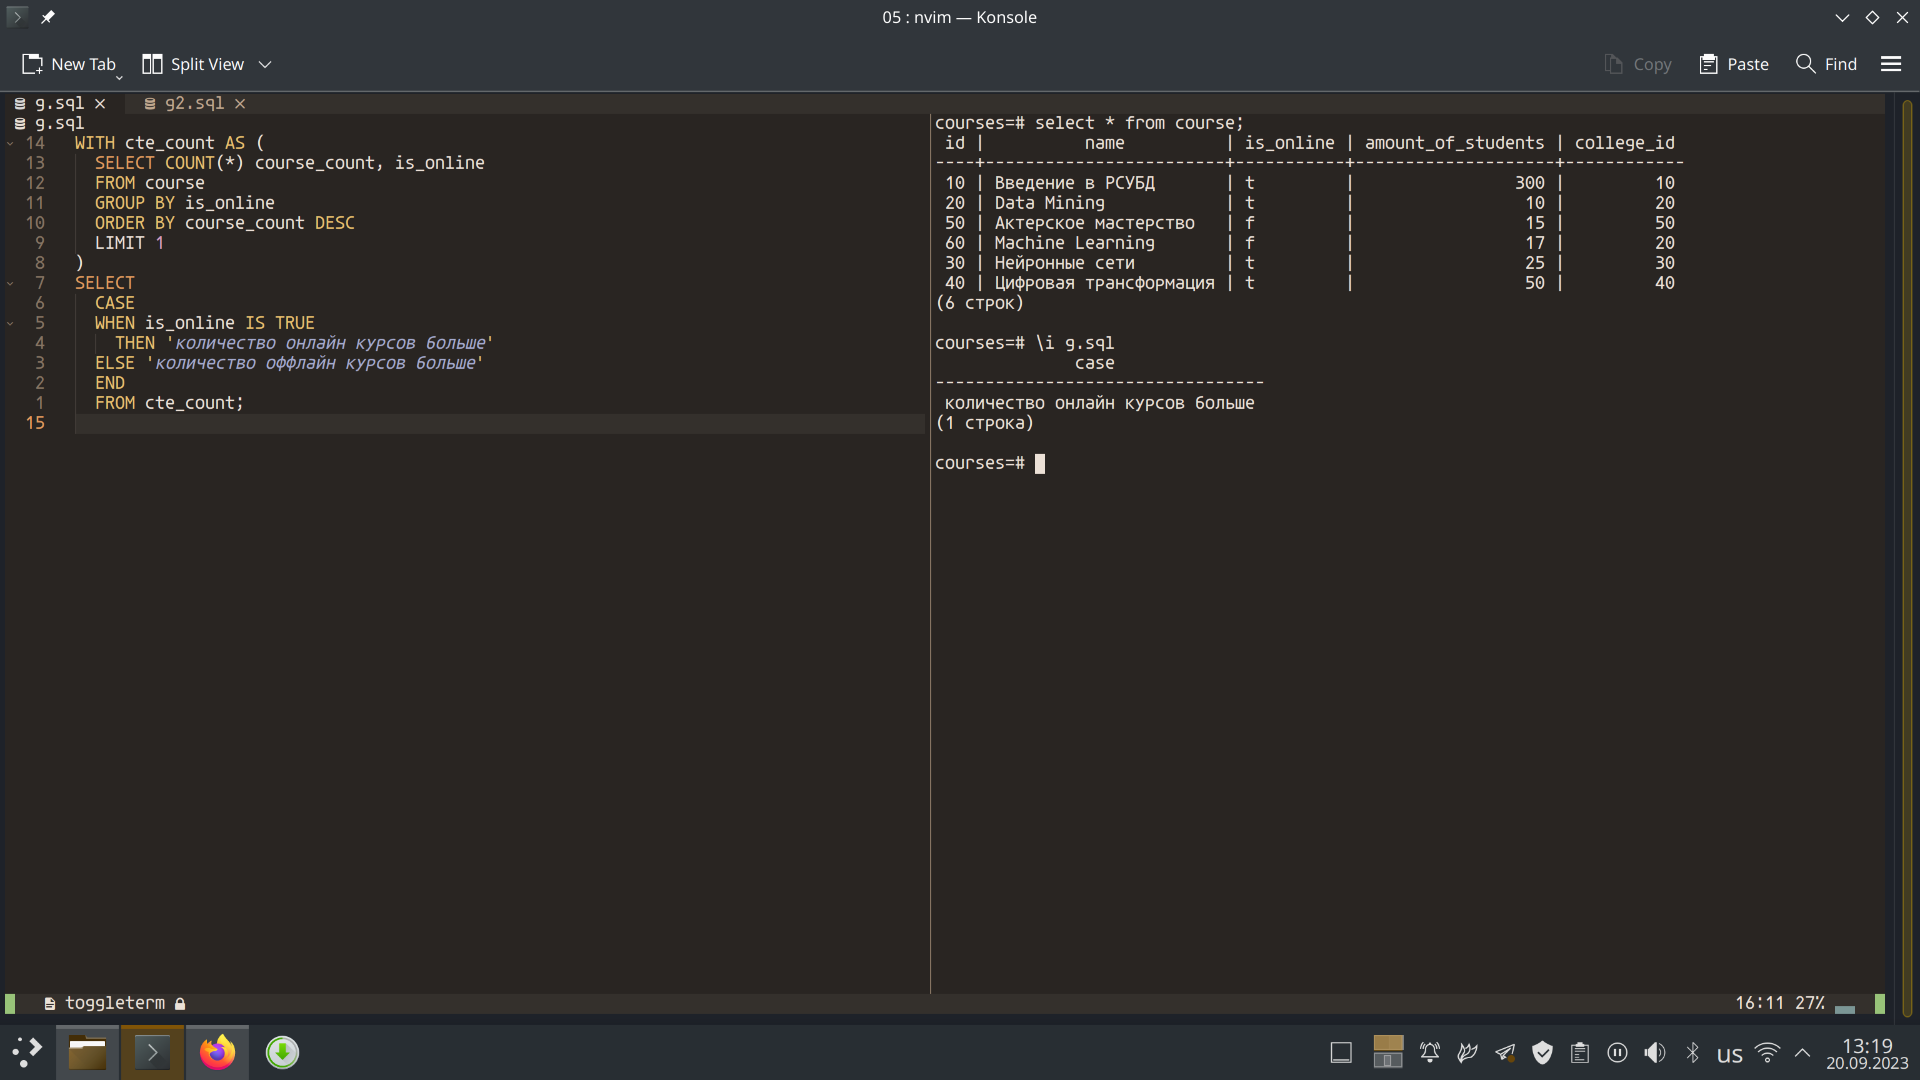 05 : nvim — Konsole
New Tab Split View Copy Paste Find
g.sql × g2.sql ×
g.sql
14 WITH cte_count AS (
13 SELECT COUNT(*) course_count, is_online
12 FROM course
11 GROUP BY is_online
10 ORDER BY course_count DESC
9 LIMIT 1
8 )
7 SELECT
6 CASE
5 WHEN is_online IS TRUE
4 THEN 'количество онлайн курсов больше'
3 ELSE 'количество оффлайн курсов больше'
2 END
1 FROM cte_count;
15
courses=# select * from course;
id | name | is_online | amount_of_students | college_id
----+------------------------+-----------+--------------------+------------
10 | Введение в РСУБД | t | 300 | 10
20 | Data Mining | t | 10 | 20
50 | Актерское мастерство | f | 15 | 50
60 | Machine Learning | f | 17 | 20
30 | Нейронные сети | t | 25 | 30
40 | Цифровая трансформация | t | 50 | 40
(6 строк)
courses=# \i g.sql
case
---------------------------------
количество онлайн курсов больше
(1 строка)
courses=#
toggleterm 16:11 27%
us 13:19
20.09.2023